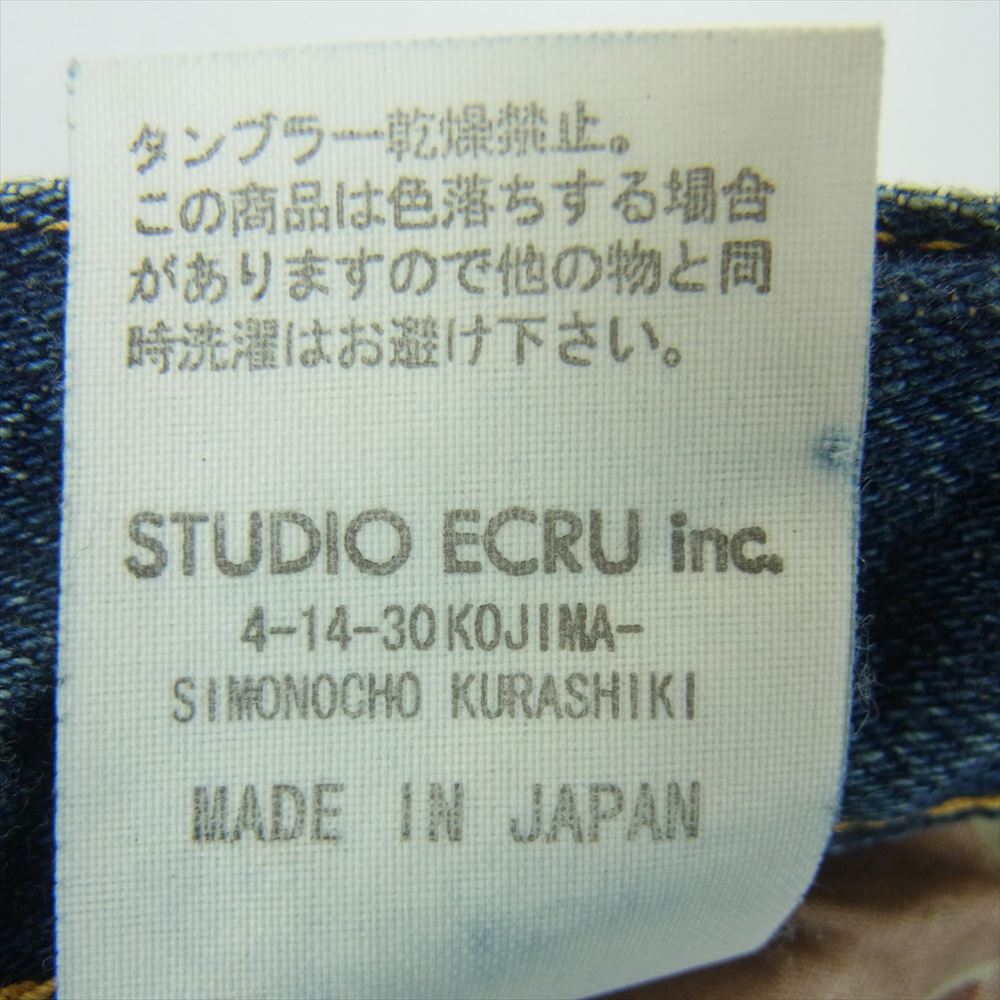 タンブラー乾燥禁止。
この商品は色落ちする場合
がありますので他の物と同
時洗濯はお避け下さい。
STUDIO ECRU inc.
4-14-30KOJIMA-
SIMONOCHO KURASHIKI
MADE IN JAPAN